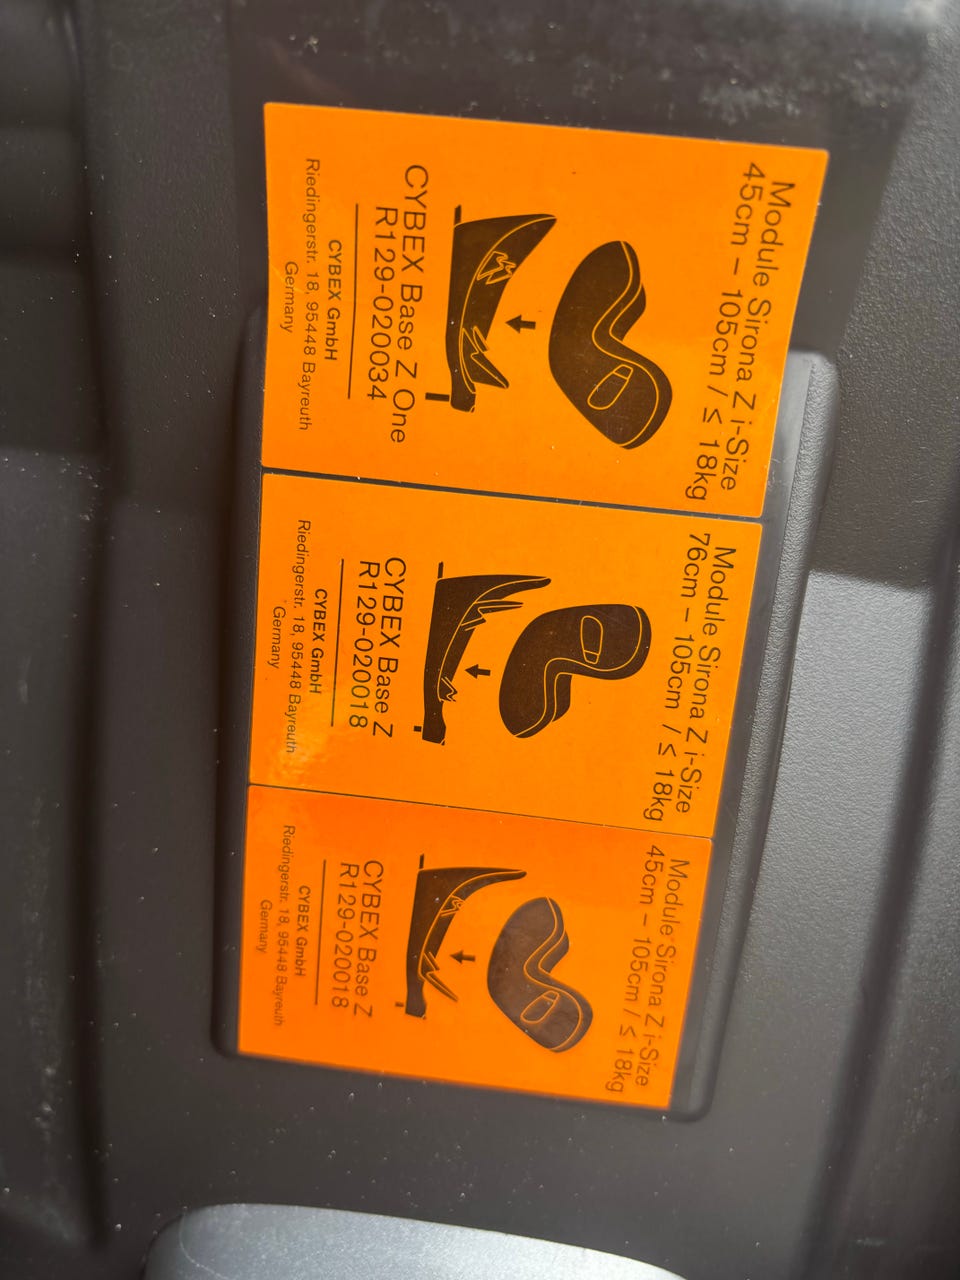 Module Sirona Z i-Size
45cm – 105cm / ≤ 18kg
CYBEX Base Z One
R129-020034
CYBEX GmbH
Riedingerstr. 18, 95448 Bayreuth
Germany
Module Sirona Z i-Size
76cm – 105cm / ≤ 18kg
CYBEX Base Z
R129-020018
CYBEX GmbH
Riedingerstr. 18, 95448 Bayreuth
Germany
Module Sirona Z i-Size
45cm – 105cm / ≤ 18kg
CYBEX Base Z
R129-020018
CYBEX GmbH
Riedingerstr. 18, 95448 Bayreuth
Germany